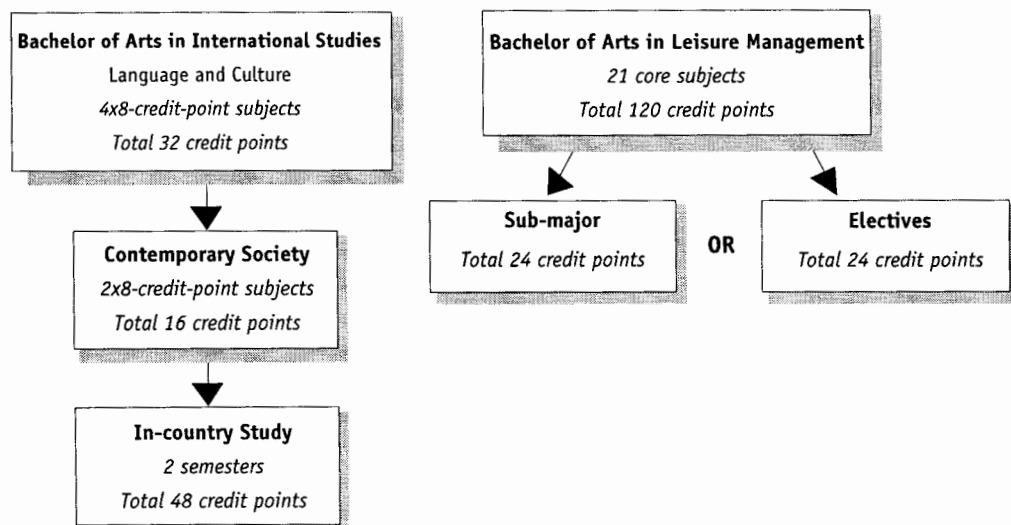 Bachelor of Arts in International Studies
Language and Culture
4x8-credit-point subjects
Total 32 credit points
Contemporary Society
2x8-credit-point subjects
Total 16 credit points
In-country Study
2 semesters
Total 48 credit points
Bachelor of Arts in Leisure Management
21 core subjects
Total 120 credit points
Sub-major
Total 24 credit points
OR
Electives
Total 24 credit points